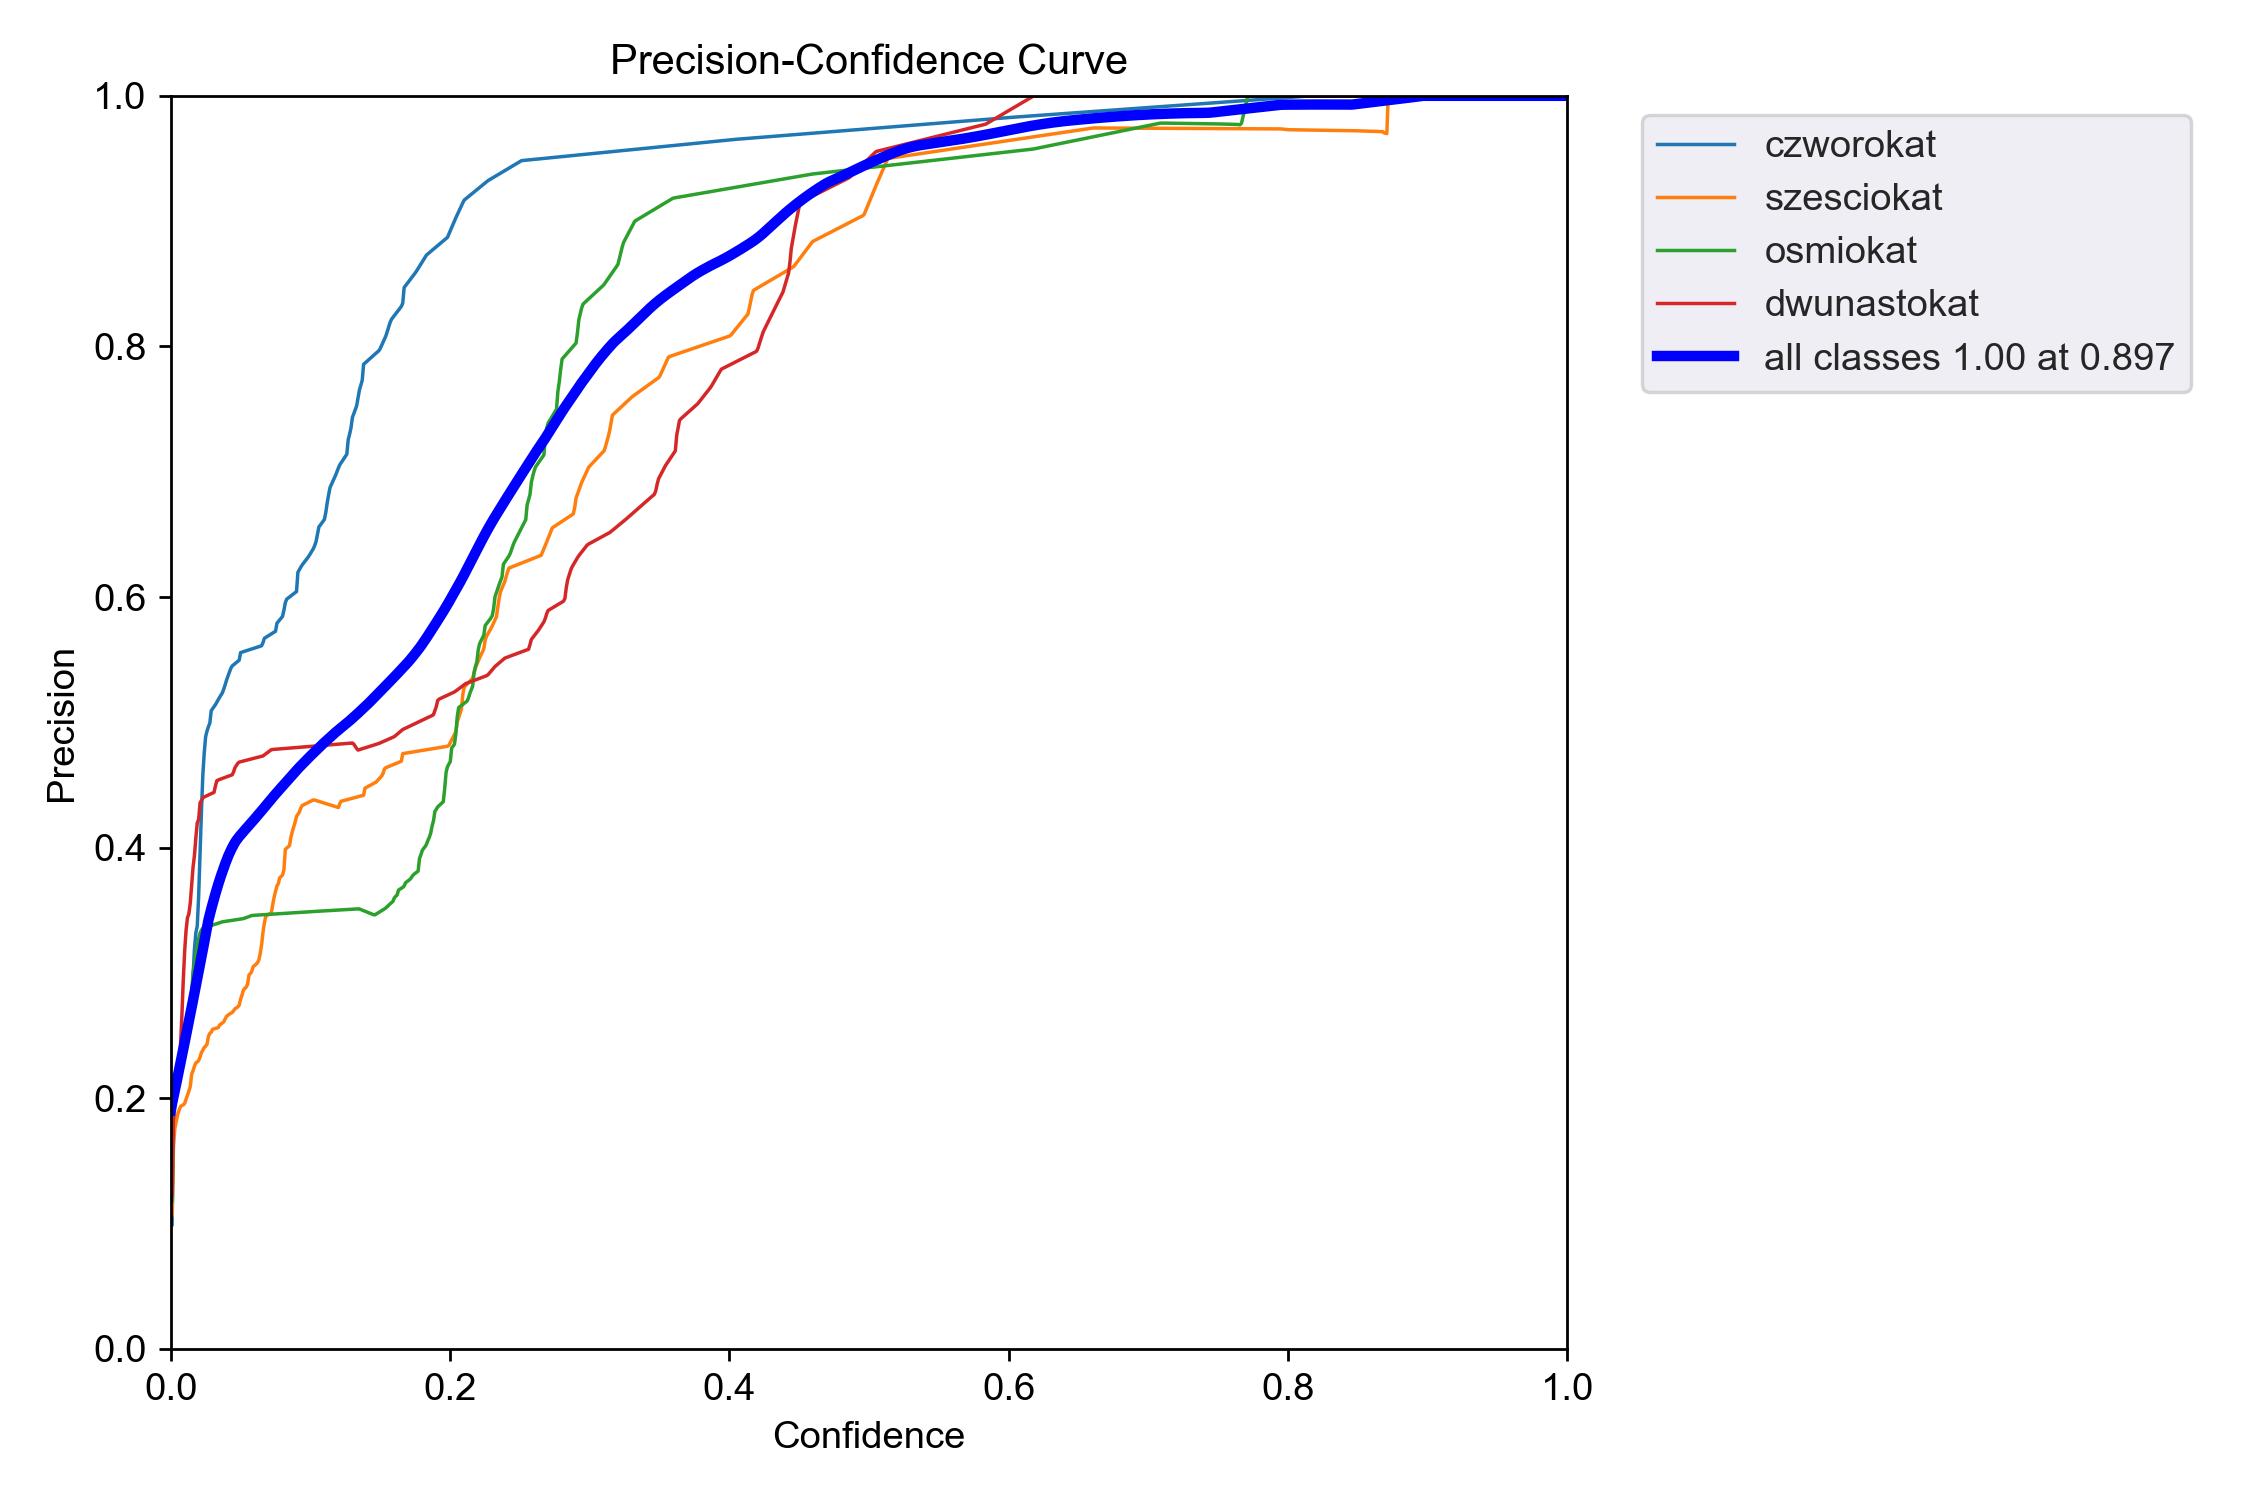 Precision-Confidence Curve
1.0
0.8
0.6
0.4
0.2
0.0
Precision
0.0 0.2 0.4 0.6 0.8 1.0
Confidence
czworokat
szesciokat
osmiokat
dwunastokat
all classes 1.00 at 0.897